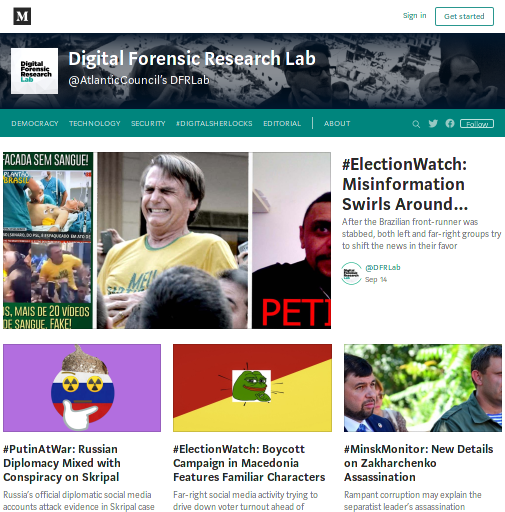 M
Sign in
Get started
Digital
Forensic
Research
Lab
Digital Forensic Research Lab
@AtlanticCouncil's DFRLab
DEMOCRACY
TECHNOLOGY
SECURITY
#DIGITALSHERLOCKS
EDITORIAL
ABOUT
Follow
FACADA SEM SANGUE!
PLANTÃO
BRASIL
S, MAIS DE 20 VÍDEOS
DE SANGUE. FAKE!
PETI
#ElectionWatch:
Misinformation
Swirls Around…
After the Brazilian front-runner was
stabbed, both left and far-right groups try
to shift the news in their favor
Digital
Forensic
Research
Lab
@DFRLab
Sep 14
#PutinAtWar: Russian
Diplomacy Mixed with
Conspiracy on Skripal
Russia's official diplomatic social media
accounts attack evidence in Skripal case
#ElectionWatch: Boycott
Campaign in Macedonia
Features Familiar Characters
Far-right social media activity trying to
drive down voter turnout ahead of
#MinskMonitor: New Details
on Zakharchenko
Assassination
Rampant corruption may explain the
separatist leader's assassination